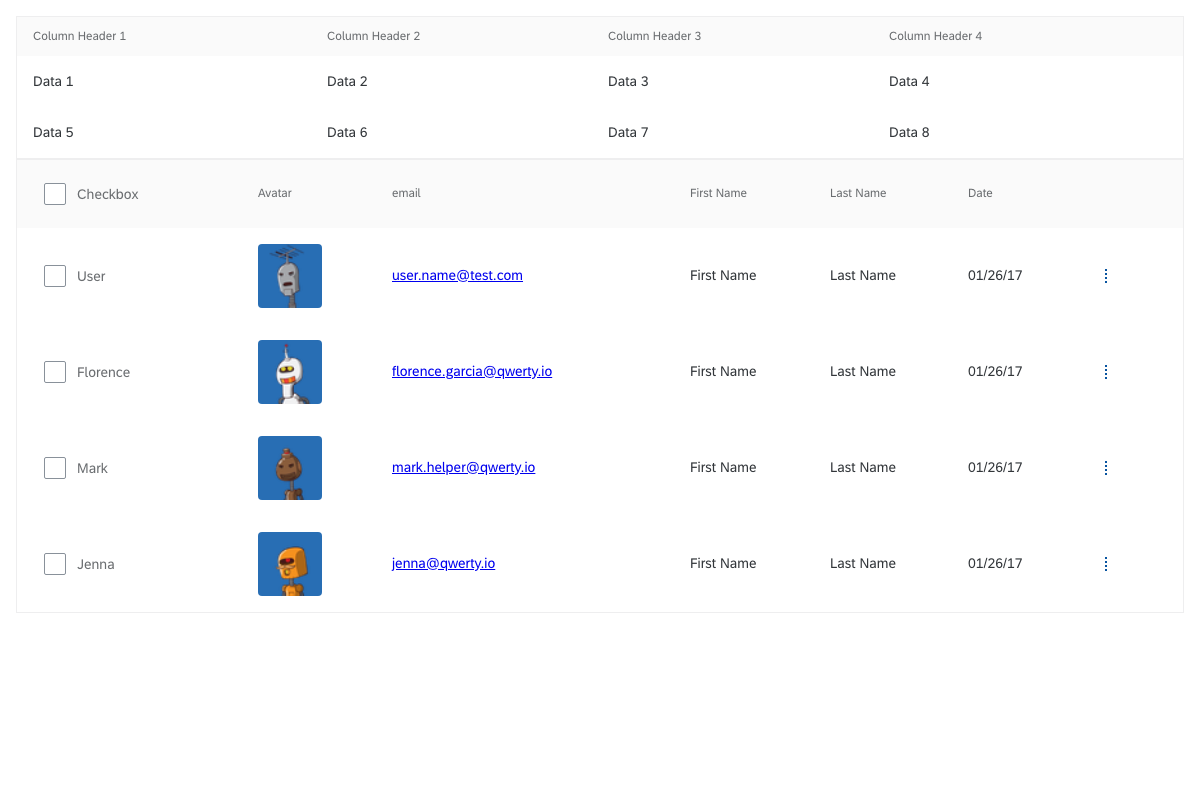 Column Header 1 Column Header 2 Column Header 3 Column Header 4
Data 1 Data 2 Data 3 Data 4
Data 5 Data 6 Data 7 Data 8
Checkbox Avatar email First Name Last Name Date
User user.name@test.com First Name Last Name 01/26/17
Florence florence.garcia@qwerty.io First Name Last Name 01/26/17
Mark mark.helper@qwerty.io First Name Last Name 01/26/17
Jenna jenna@qwerty.io First Name Last Name 01/26/17